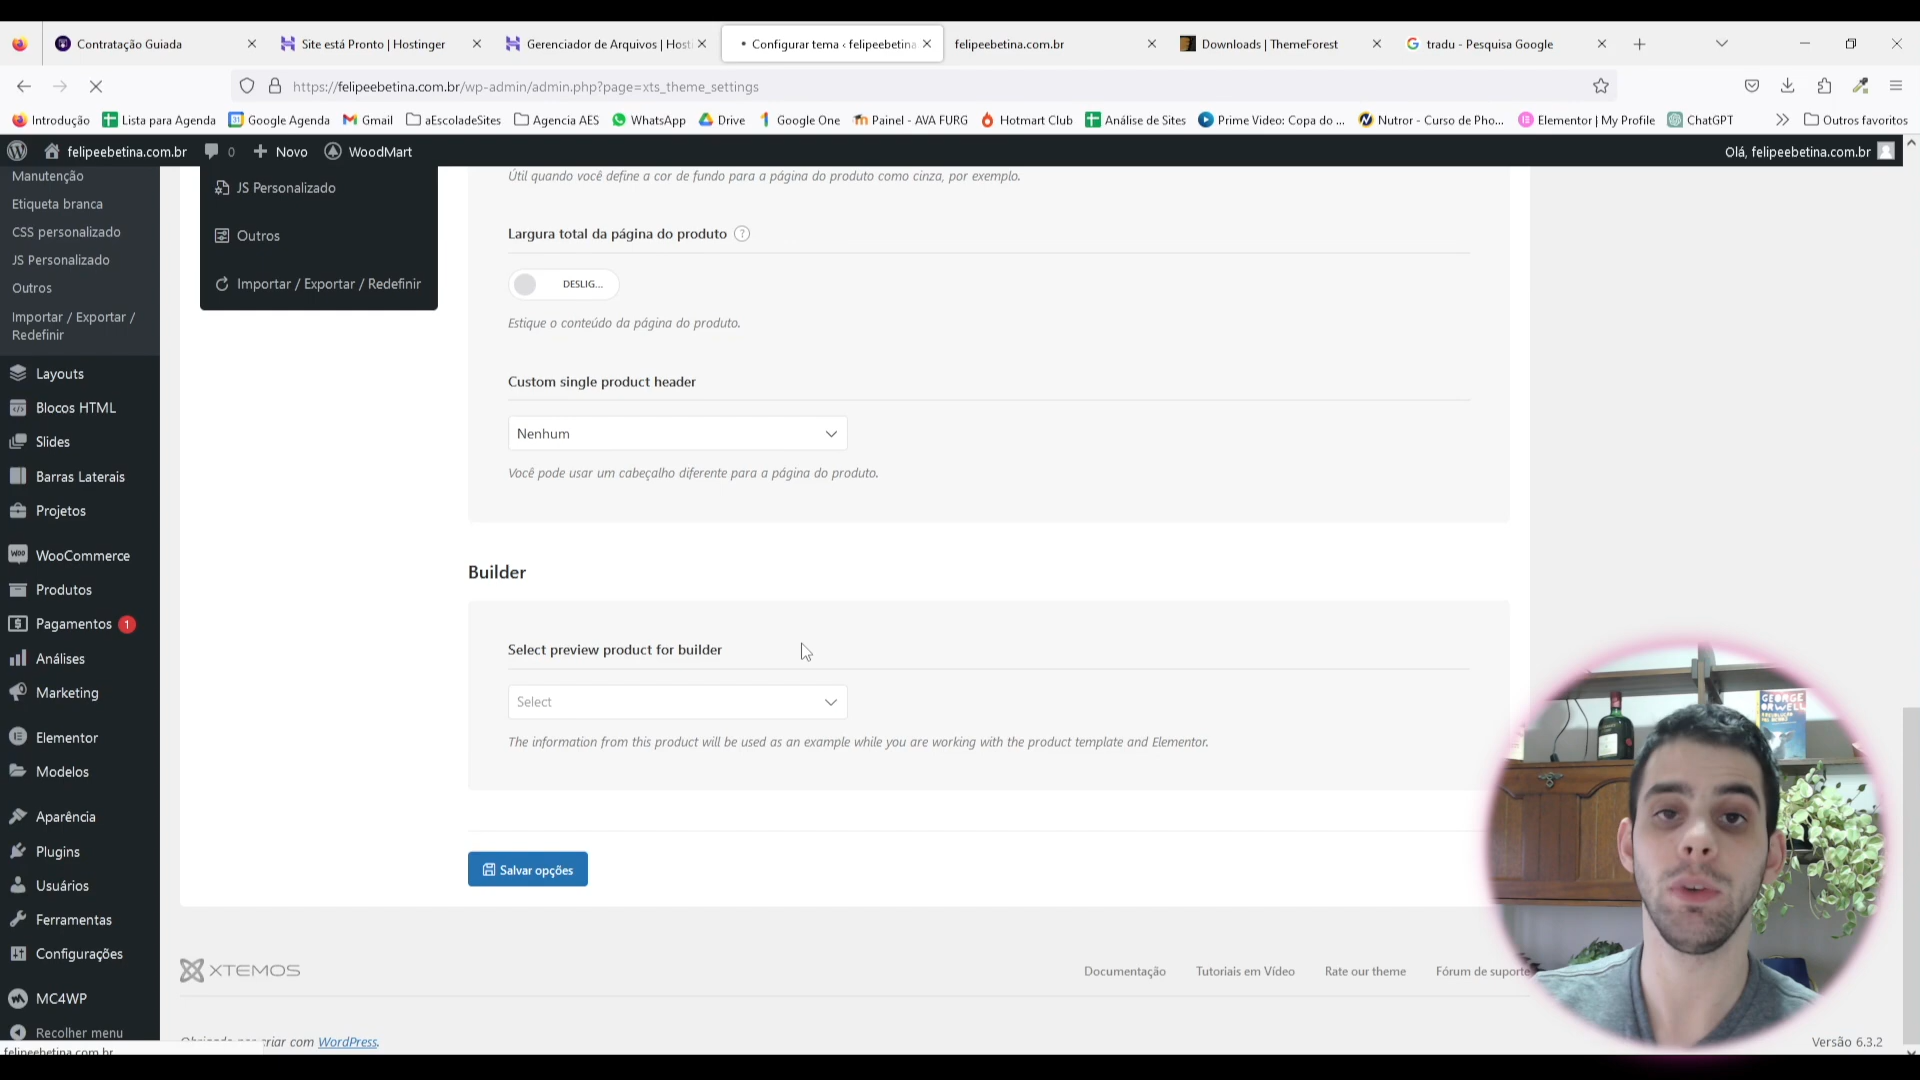 Contratação Guiada
Site está Pronto | Hostinger
Gerenciador de Arquivos | Host
Configurar tema ‹ felipeebetina
felipeebetina.com.br
Downloads | ThemeForest
tradu - Pesquisa Google
https://felipeebetina.com.br/wp-admin/admin.php?page=xts_theme_settings
Introdução
Lista para Agenda
Google Agenda
Gmail
aEscoladeSites
Agencia AES
WhatsApp
Drive
Google One
Painel - AVA FURG
Hotmart Club
Análise de Sites
Prime Video: Copa do ...
Nutror - Curso de Pho...
Elementor | My Profile
ChatGPT
Outros favoritos
felipeebetina.com.br
0
Novo
WoodMart
Olá, felipeebetina.com.br
Manutenção
Etiqueta branca
CSS personalizado
JS Personalizado
Outros
Importar / Exportar /
Redefinir
Layouts
Blocos HTML
Slides
Barras Laterais
Projetos
WooCommerce
Produtos
Pagamentos 1
Análises
Marketing
Elementor
Modelos
Aparência
Plugins
Usuários
Ferramentas
Configurações
MC4WP
Recolher menu
felipeebetina.com.br
JS Personalizado
Outros
Importar / Exportar / Redefinir
Útil quando você define a cor de fundo para a página do produto como cinza, por exemplo.
Largura total da página do produto ?
DESLIG...
Estique o conteúdo da página do produto.
Custom single product header
Nenhum
Você pode usar um cabeçalho diferente para a página do produto.
Builder
Select preview product for builder
Select
The information from this product will be used as an example while you are working with the product template and Elementor.
Salvar opções
XTEMOS
Documentação
Tutoriais em Vídeo
Rate our theme
Fórum de suporte
criar com WordPress.
Versão 6.3.2
GEORGE
ORWELL